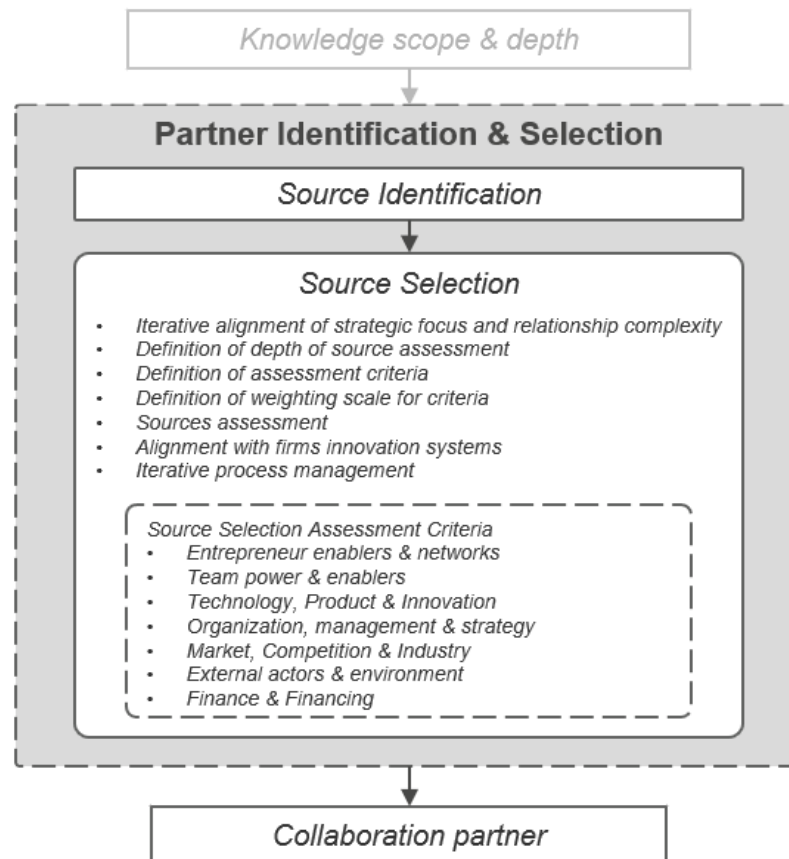 Knowledge scope & depth
Partner Identification & Selection
Source Identification
Source Selection
• Iterative alignment of strategic focus and relationship complexity
• Definition of depth of source assessment
• Definition of assessment criteria
• Definition of weighting scale for criteria
• Sources assessment
• Alignment with firms innovation systems
• Iterative process management
Source Selection Assessment Criteria
• Entrepreneur enablers & networks
• Team power & enablers
• Technology, Product & Innovation
• Organization, management & strategy
• Market, Competition & Industry
• External actors & environment
• Finance & Financing
Collaboration partner